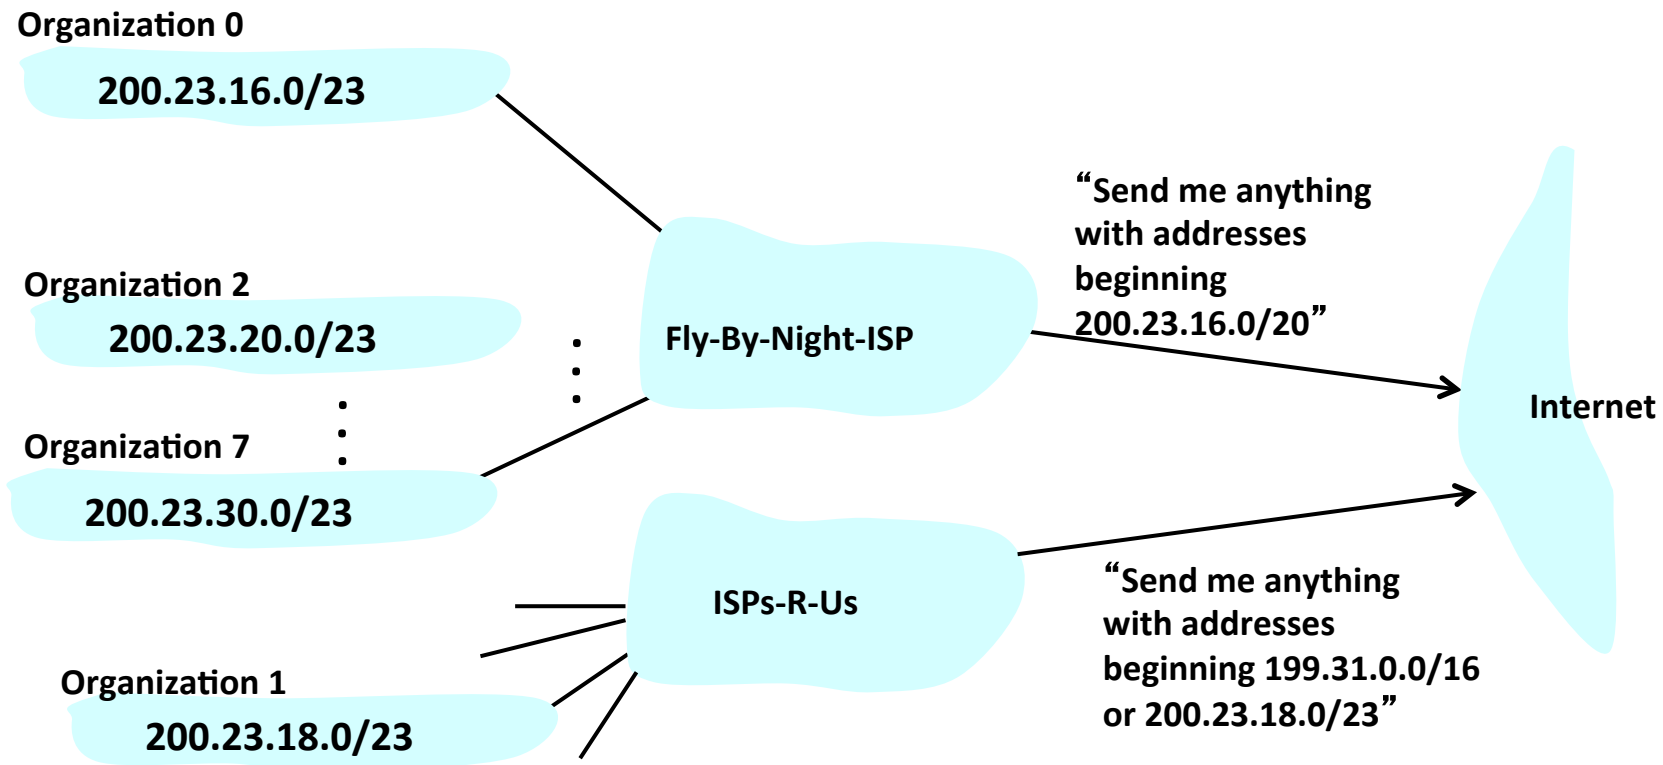 Organization 0
200.23.16.0/23
“Send me anything
with addresses
beginning
200.23.16.0/20”
Organization 2
200.23.20.0/23
Fly-By-Night-ISP
Internet
Organization 7
200.23.30.0/23
ISPs-R-Us
“Send me anything
with addresses
beginning 199.31.0.0/16
or 200.23.18.0/23”
Organization 1
200.23.18.0/23